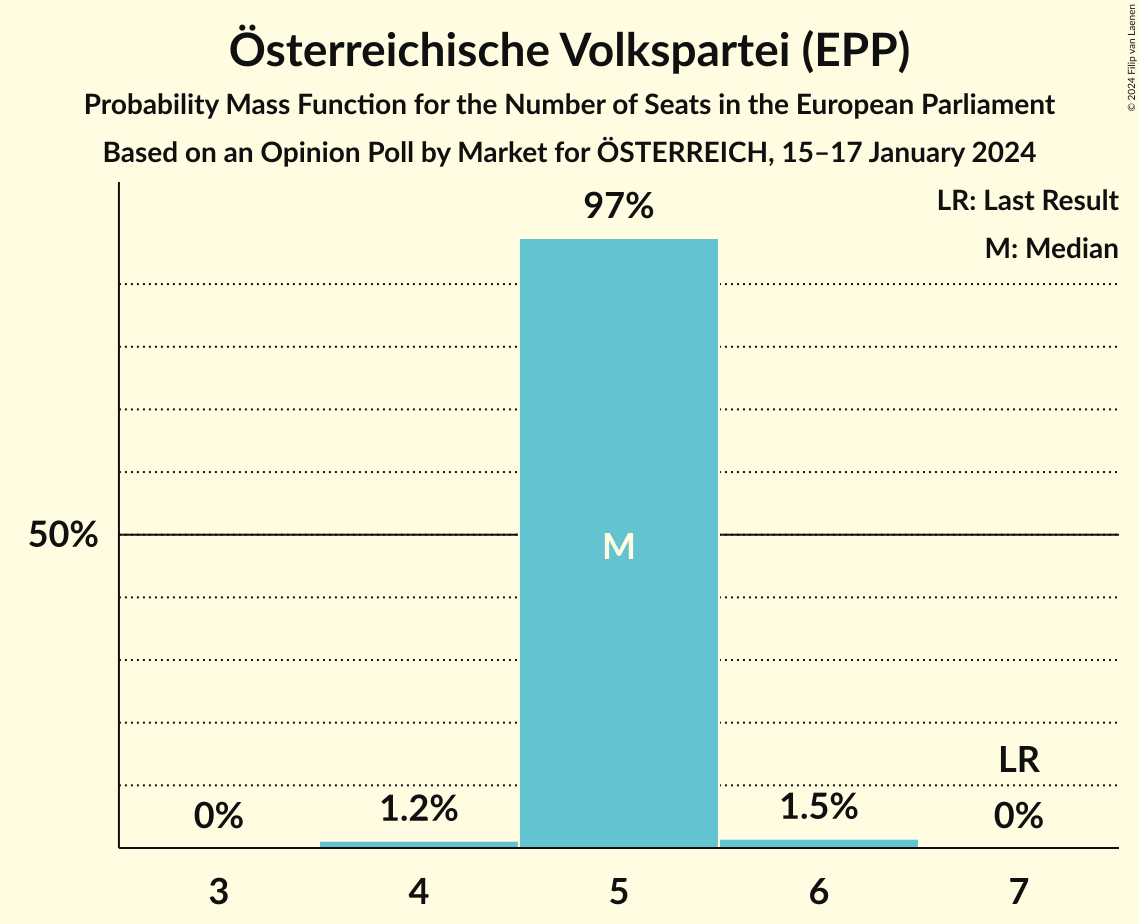 Österreichische Volkspartei (EPP)
Probability Mass Function for the Number of Seats in the European Parliament
Based on an Opinion Poll by Market for ÖSTERREICH, 15–17 January 2024
© 2024 Filip van Laenen
LR: Last Result
M: Median
97%
50%
M
LR
0%
1.2%
1.5%
0%
3
4
5
6
7